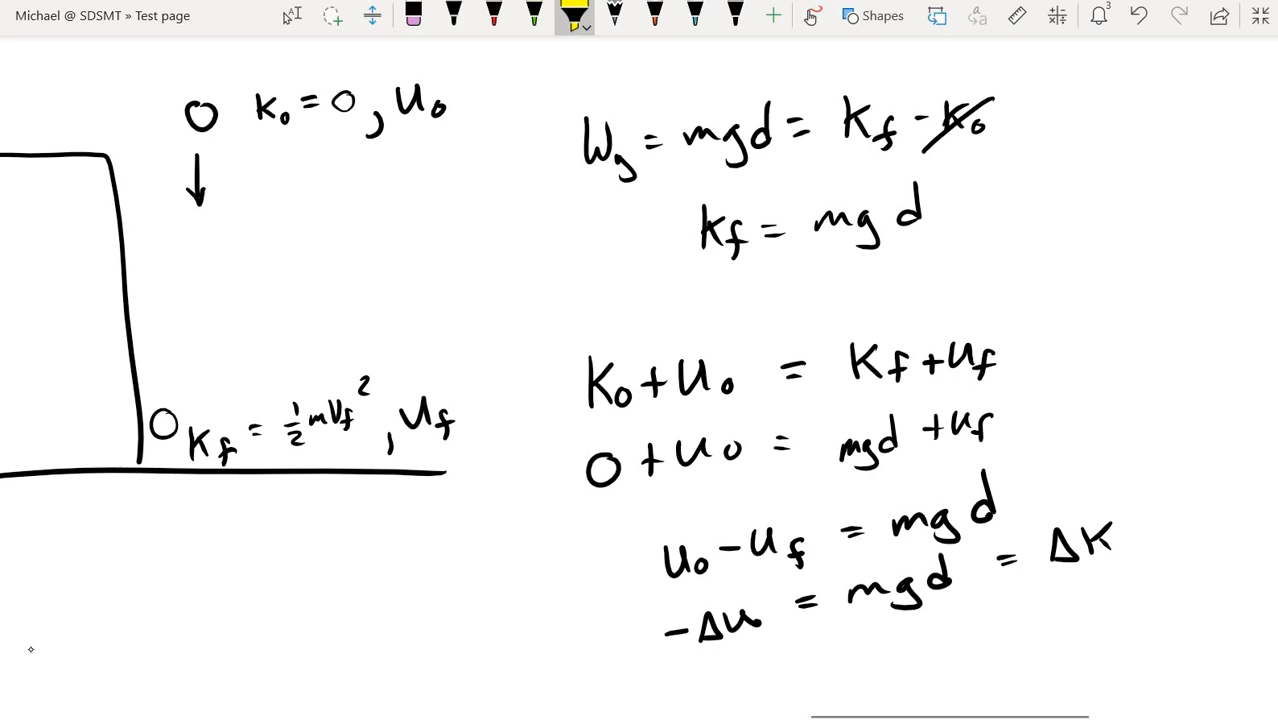 Michael @ SDSMT » Test page
Shapes
3
K₀ = 0, U₀
W_g = mgd = K_f - K₀
K_f = mgd
K₀ + U₀ = K_f + U_f
K_f = ½mV_f², U_f
0 + U₀ = mgd + U_f
U₀ - U_f = mgd
-ΔU = mgd = ΔK